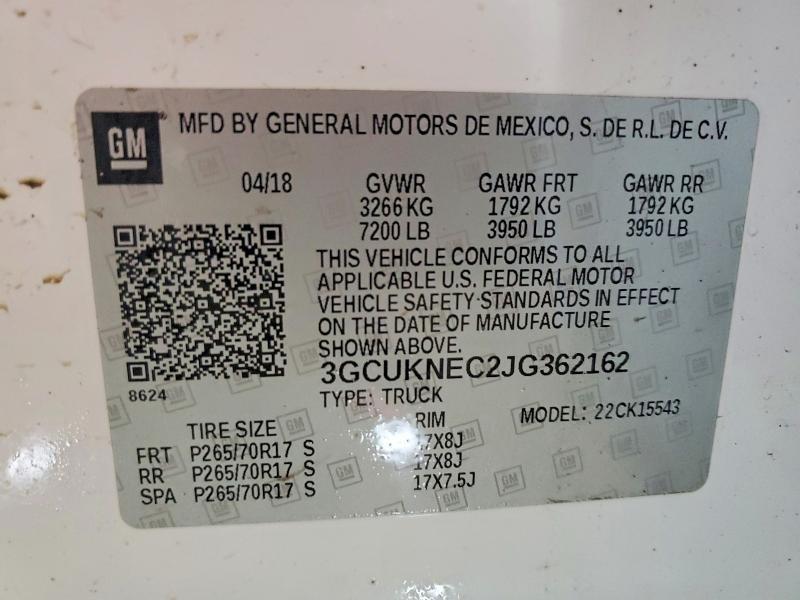 GM MFD BY GENERAL MOTORS DE MEXICO, S. DE R.L. DE C.V.
04/18 GVWR GAWR FRT GAWR RR
3266 KG 1792 KG 1792 KG
7200 LB 3950 LB 3950 LB
THIS VEHICLE CONFORMS TO ALL
APPLICABLE U.S. FEDERAL MOTOR
VEHICLE SAFETY STANDARDS IN EFFECT
ON THE DATE OF MANUFACTURE
SHOWN ABOVE.
3GCUKNEC2JG362162
8624 TYPE: TRUCK MODEL: 22CK15543
TIRE SIZE RIM
FRT P265/70R17 S 17X8J
RR P265/70R17 S 17X8J
SPA P265/70R17 S 17X7.5J